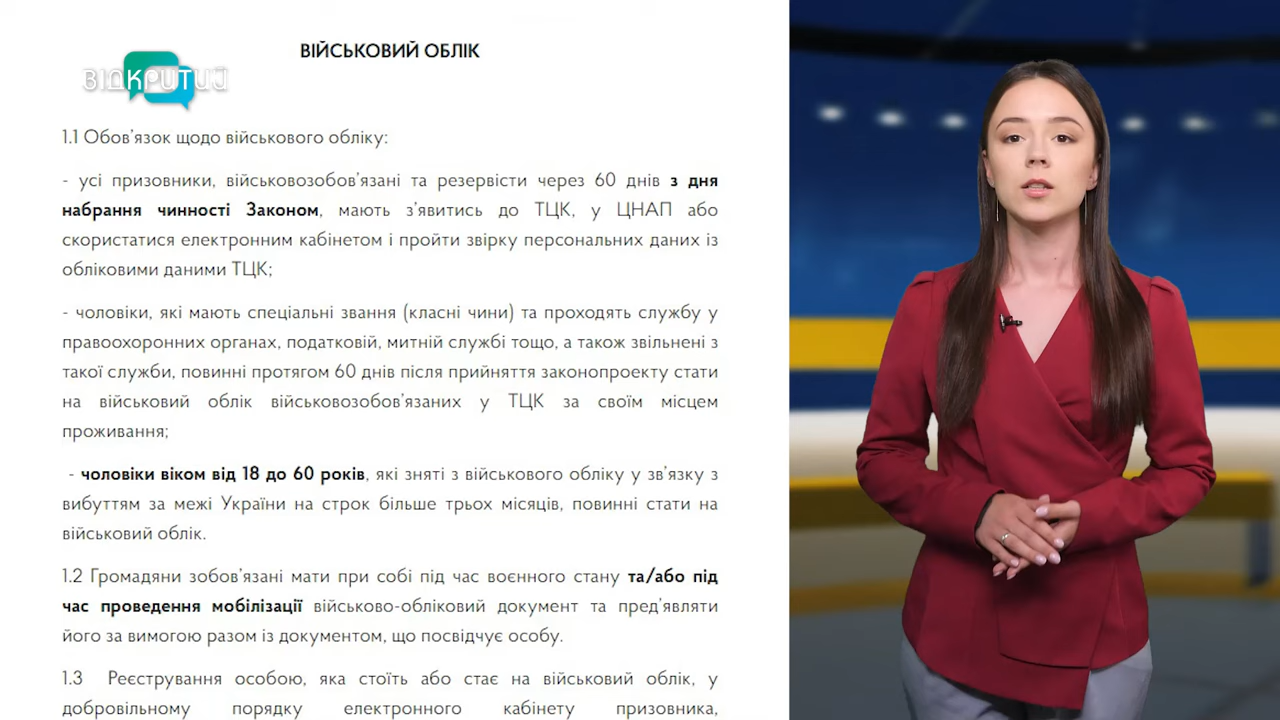 ВІЙСЬКОВИЙ ОБЛІК
ВІДКРИТИЙ
1.1 Обов’язок щодо військового обліку:
- усі призовники, військовозобов’язані та резервісти через 60 днів з дня
набрання чинності Законом, мають з’явитись до ТЦК, у ЦНАП або
скористатися електронним кабінетом і пройти звірку персональних даних із
обліковими даними ТЦК;
- чоловіки, які мають спеціальні звання (класні чини) та проходять службу у
правоохоронних органах, податковій, митній службі тощо, а також звільнені з
такої служби, повинні протягом 60 днів після прийняття законопроекту стати
на військовий облік військовозобов’язаних у ТЦК за своїм місцем
проживання;
- чоловіки віком від 18 до 60 років, які зняті з військового обліку у зв’язку з
вибуттям за межі України на строк більше трьох місяців, повинні стати на
військовий облік.
1.2 Громадяни зобов’язані мати при собі під час воєнного стану та/або під
час проведення мобілізації військово-обліковий документ та пред’являти
його за вимогою разом із документом, що посвідчує особу.
1.3 Реєстрування особою, яка стоїть або стає на військовий облік, у
добровільному порядку електронного кабінету призовника,